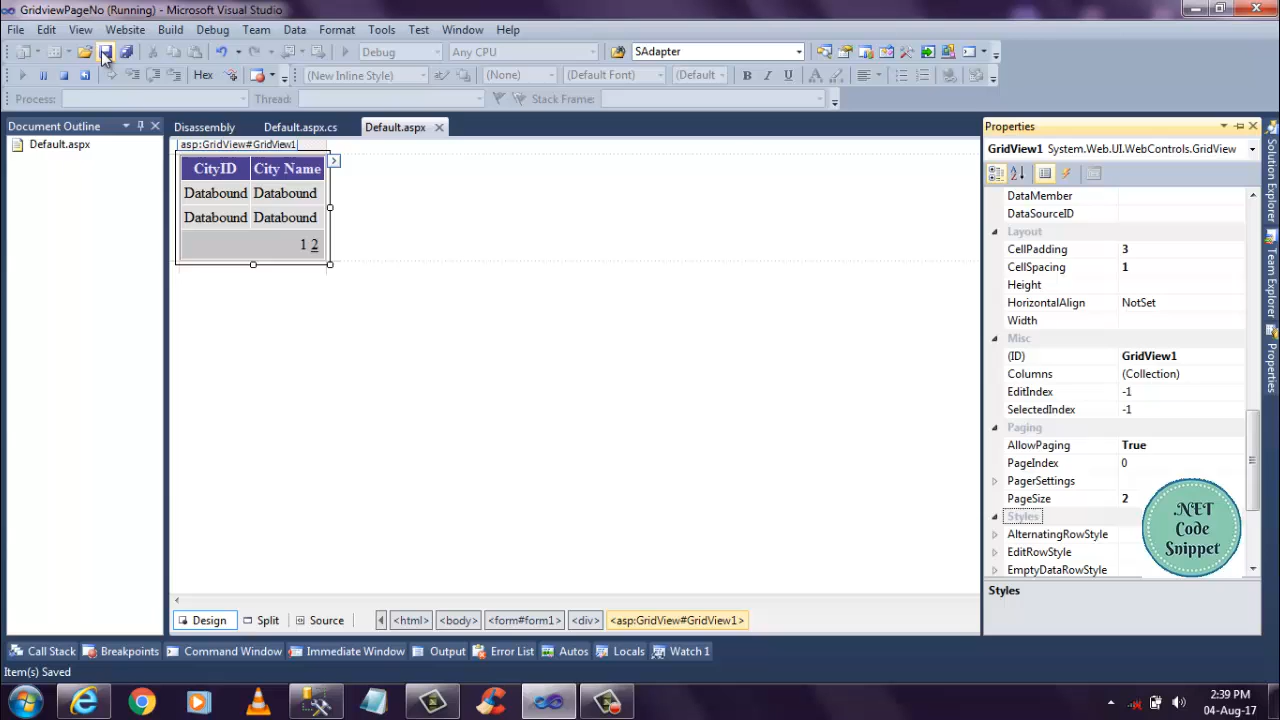 GridviewPageNo (Running) - Microsoft Visual Studio
File Edit View Website Build Debug Team Data Format Tools Test Window Help
Debug Any CPU SAdapter
Hex (New Inline Style) (None) (Default Font) (Default B I U A
Process: Thread: Stack Frame:
Document Outline
Default.aspx
Disassembly Default.aspx.cs Default.aspx
asp:GridView#GridView1
CityID City Name
Databound Databound
Databound Databound
1 2
Properties
GridView1 System.Web.UI.WebControls.GridView
DataMember
DataSourceID
Layout
CellPadding 3
CellSpacing 1
Height
HorizontalAlign NotSet
Width
Misc
(ID) GridView1
Columns (Collection)
EditIndex -1
SelectedIndex -1
Paging
AllowPaging True
PageIndex 0
PagerSettings
PageSize 2
Styles
AlternatingRowStyle
EditRowStyle
EmptyDataRowStyle
Styles
.NET
Code
Snippet
Solution Explorer
Team Explorer
Properties
Design Split Source <html> <body> <form#form1> <div> <asp:GridView#GridView1>
Call Stack Breakpoints Command Window Immediate Window Output Error List Autos Locals Watch 1
Item(s) Saved
2:39 PM
04-Aug-17